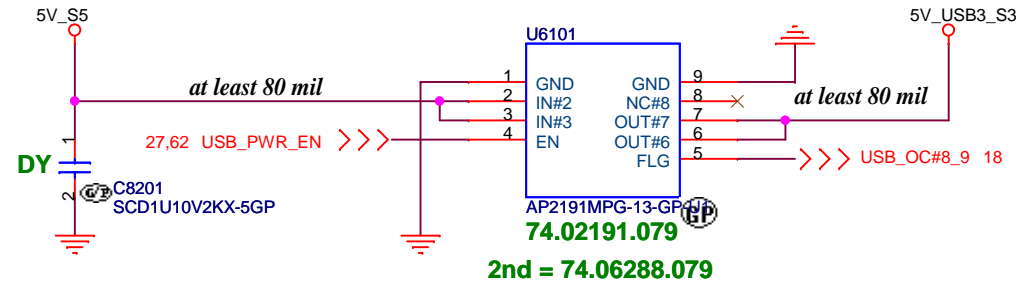 5V_S5
5V_USB3_S3
U6101
at least 80 mil
at least 80 mil
1 GND
2 IN#2
3 IN#3
4 EN
GND 9
NC#8 8
OUT#7 7
OUT#6 6
FLG 5
27,62 USB_PWR_EN
USB_OC#8_9 18
1
DY
2
G/P
C8201
SCD1U10V2KX-5GP
AP2191MPG-13-GP-U1
GP
74.02191.079
2nd = 74.06288.079